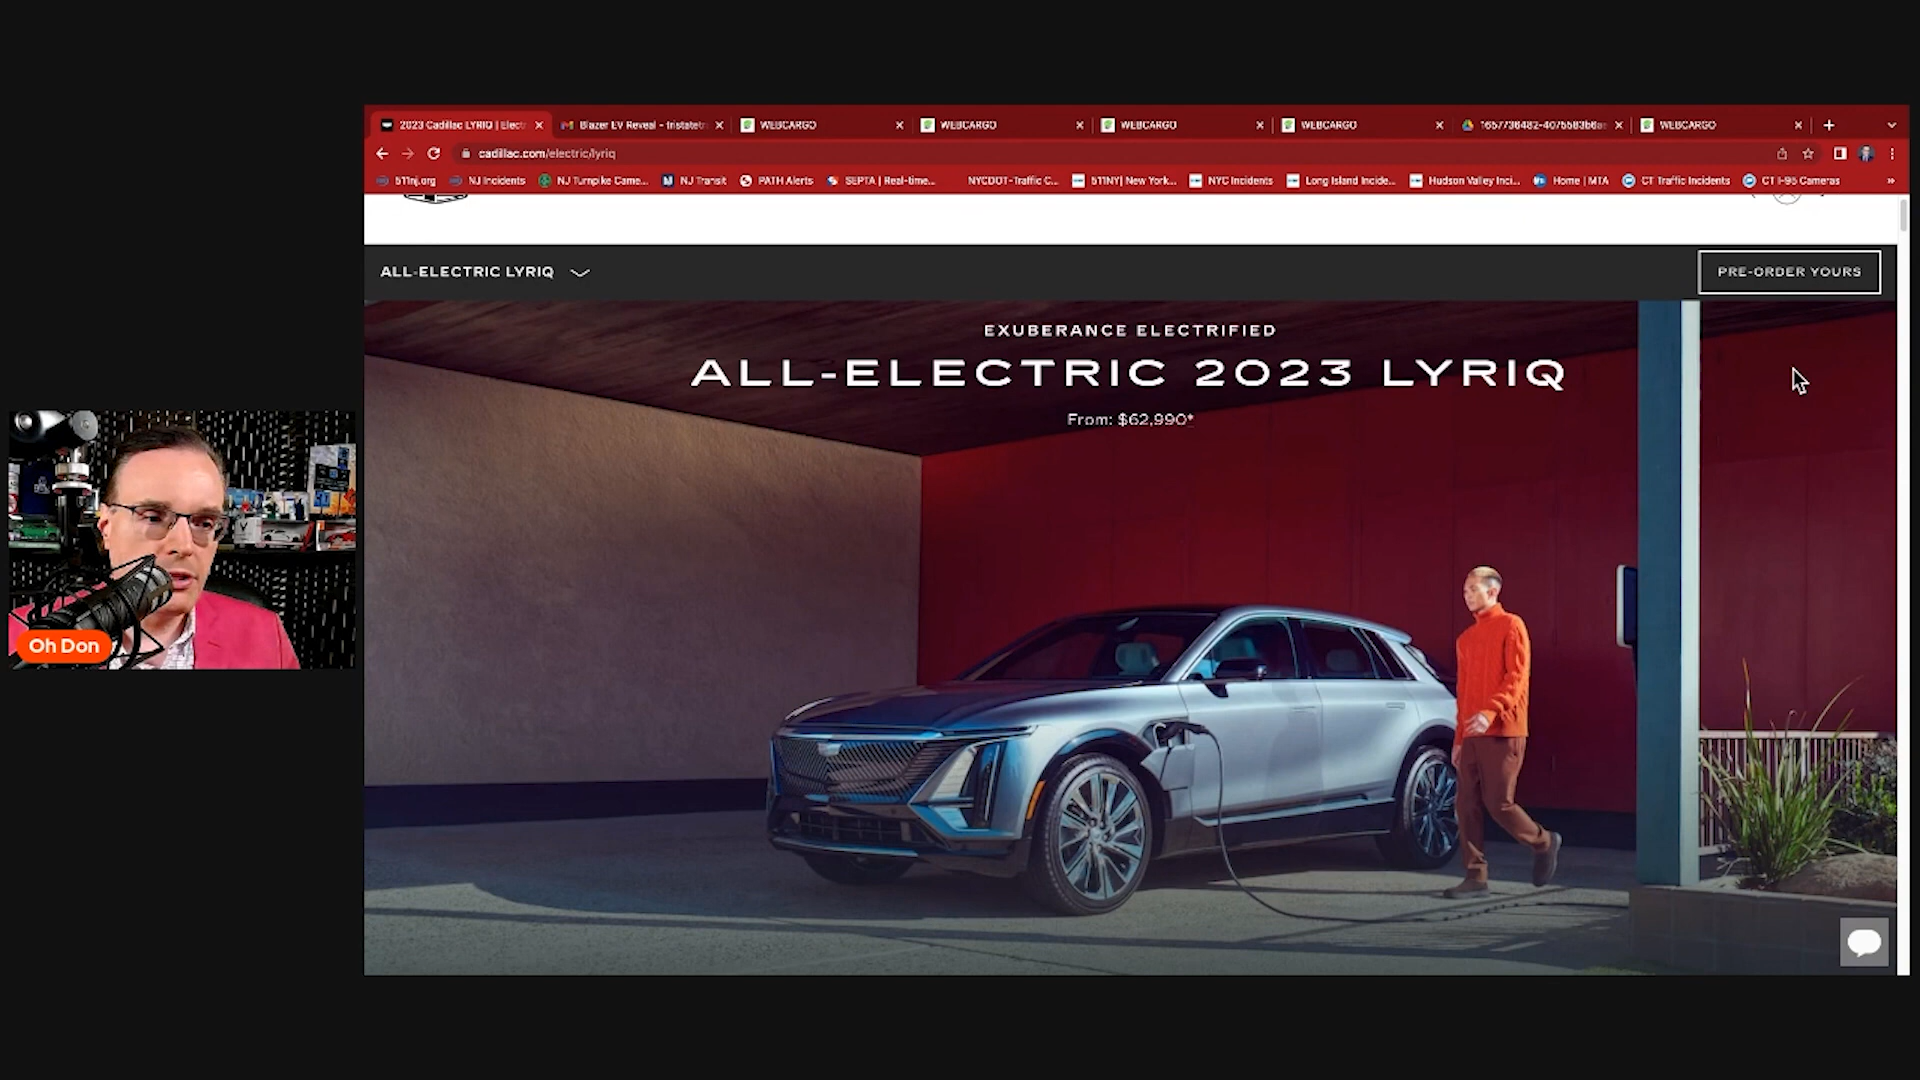 2023 Cadillac LYRIQ | Electr
Blazer EV Reveal - tristatetr
WEBCARGO
WEBCARGO
WEBCARGO
WEBCARGO
WEBCARGO
cadillac.com/electric/lyriq
511nj.org
NJ Incidents
NJ Turnpike Came...
NJ Transit
PATH Alerts
SEPTA | Real-time...
NYCDOT-Traffic C...
511NY| New York...
NYC Incidents
Long Island Incide...
Hudson Valley Inci...
Home | MTA
CT Traffic Incidents
CT I-95 Cameras
»
ALL-ELECTRIC LYRIQ
PRE-ORDER YOURS
EXUBERANCE ELECTRIFIED
ALL-ELECTRIC 2023 LYRIQ
From: $62,990*
Oh Don